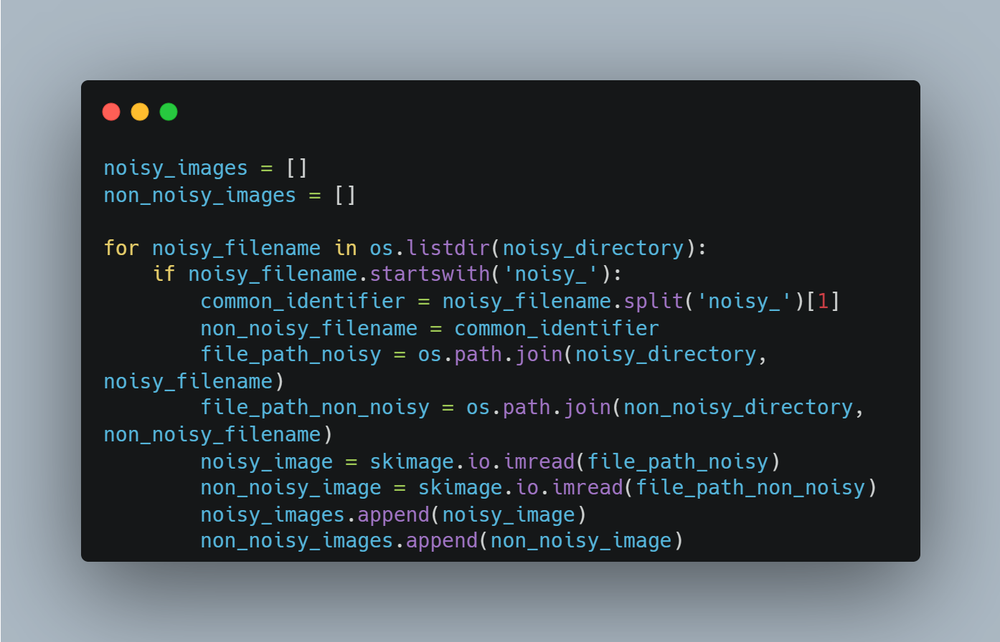 noisy_images = []
non_noisy_images = []

for noisy_filename in os.listdir(noisy_directory):
    if noisy_filename.startswith('noisy_'):
        common_identifier = noisy_filename.split('noisy_')[1]
        non_noisy_filename = common_identifier
        file_path_noisy = os.path.join(noisy_directory,
noisy_filename)
        file_path_non_noisy = os.path.join(non_noisy_directory,
non_noisy_filename)
        noisy_image = skimage.io.imread(file_path_noisy)
        non_noisy_image = skimage.io.imread(file_path_non_noisy)
        noisy_images.append(noisy_image)
        non_noisy_images.append(non_noisy_image)